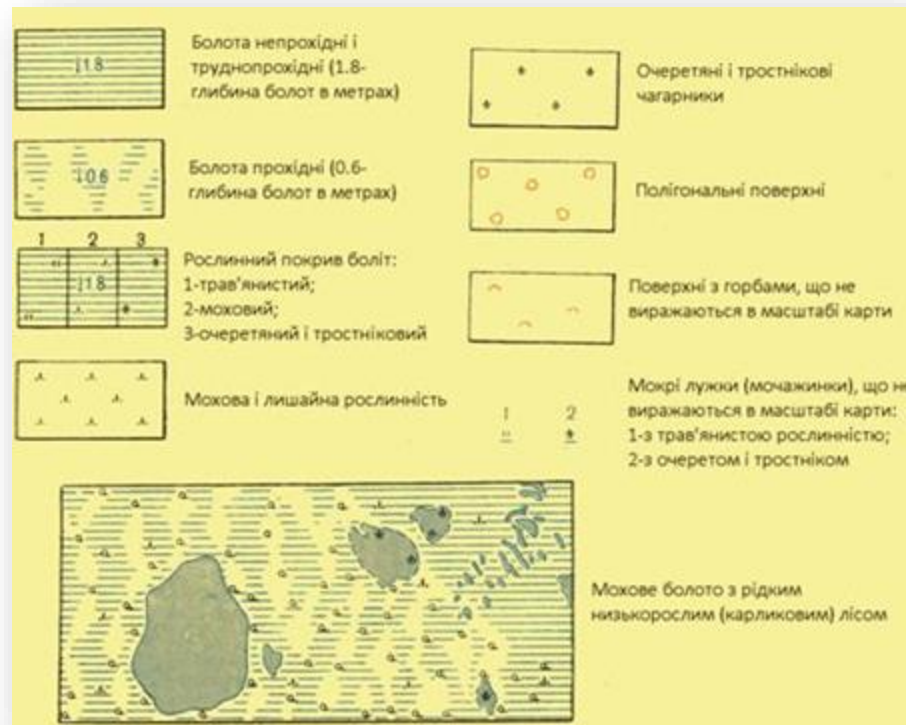 1.8
Болота непрохідні і
труднопрохідні (1.8-
глибина болот в метрах)
0.6
Болота прохідні (0.6-
глибина болот в метрах)
1 2 3
1.8
Рослинний покрив боліт:
1-трав'янистий;
2-моховий;
3-очеретяний і тростніковий
Мохова і лишайна рослинність
Очеретяні і тростнікові
чагарники
Полігональні поверхні
Поверхні з горбами, що не
виражаються в масштабі карти
1 2
Мокрі лужки (мочажинки), що не
виражаються в масштабі карти:
1-з трав'янистою рослинністю;
2-з очеретом і тростніком
Мохове болото з рідким
низькорослим (карликовим) лісом